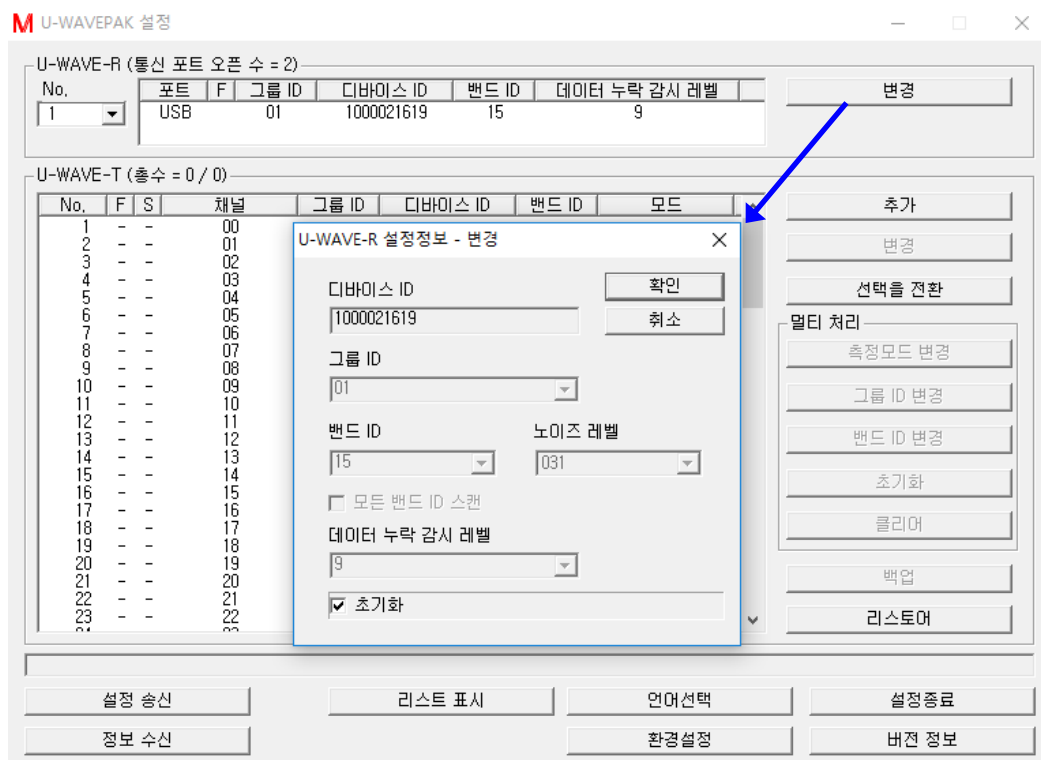 M U-WAVEPAK 설정
U-WAVE-R (통신 포트 오픈 수 = 2)
No. 포트 F 그룹 ID 디바이스 ID 밴드 ID 데이터 누락 감시 레벨 변경
1 USB 01 1000021619 15 9
U-WAVE-T (총수 = 0 / 0)
No. F S 채널 그룹 ID 디바이스 ID 밴드 ID 모드
1 - - 00
2 - - 01
3 - - 02
4 - - 03
5 - - 04
6 - - 05
7 - - 06
8 - - 07
9 - - 08
10 - - 09
11 - - 10
12 - - 11
13 - - 12
14 - - 13
15 - - 14
16 - - 15
17 - - 16
18 - - 17
19 - - 18
20 - - 19
21 - - 20
22 - - 21
23 - - 22
U-WAVE-R 설정정보 - 변경
디바이스 ID
1000021619
확인
취소
그룹 ID
01
밴드 ID 노이즈 레벨
15 031
모든 밴드 ID 스캔
데이터 누락 감시 레벨
9
초기화
추가
변경
선택을 전환
멀티 처리
측정모드 변경
그룹 ID 변경
밴드 ID 변경
초기화
클리어
백업
리스토어
설정 송신 리스트 표시 언어선택 설정종료
정보 수신 환경설정 버전 정보